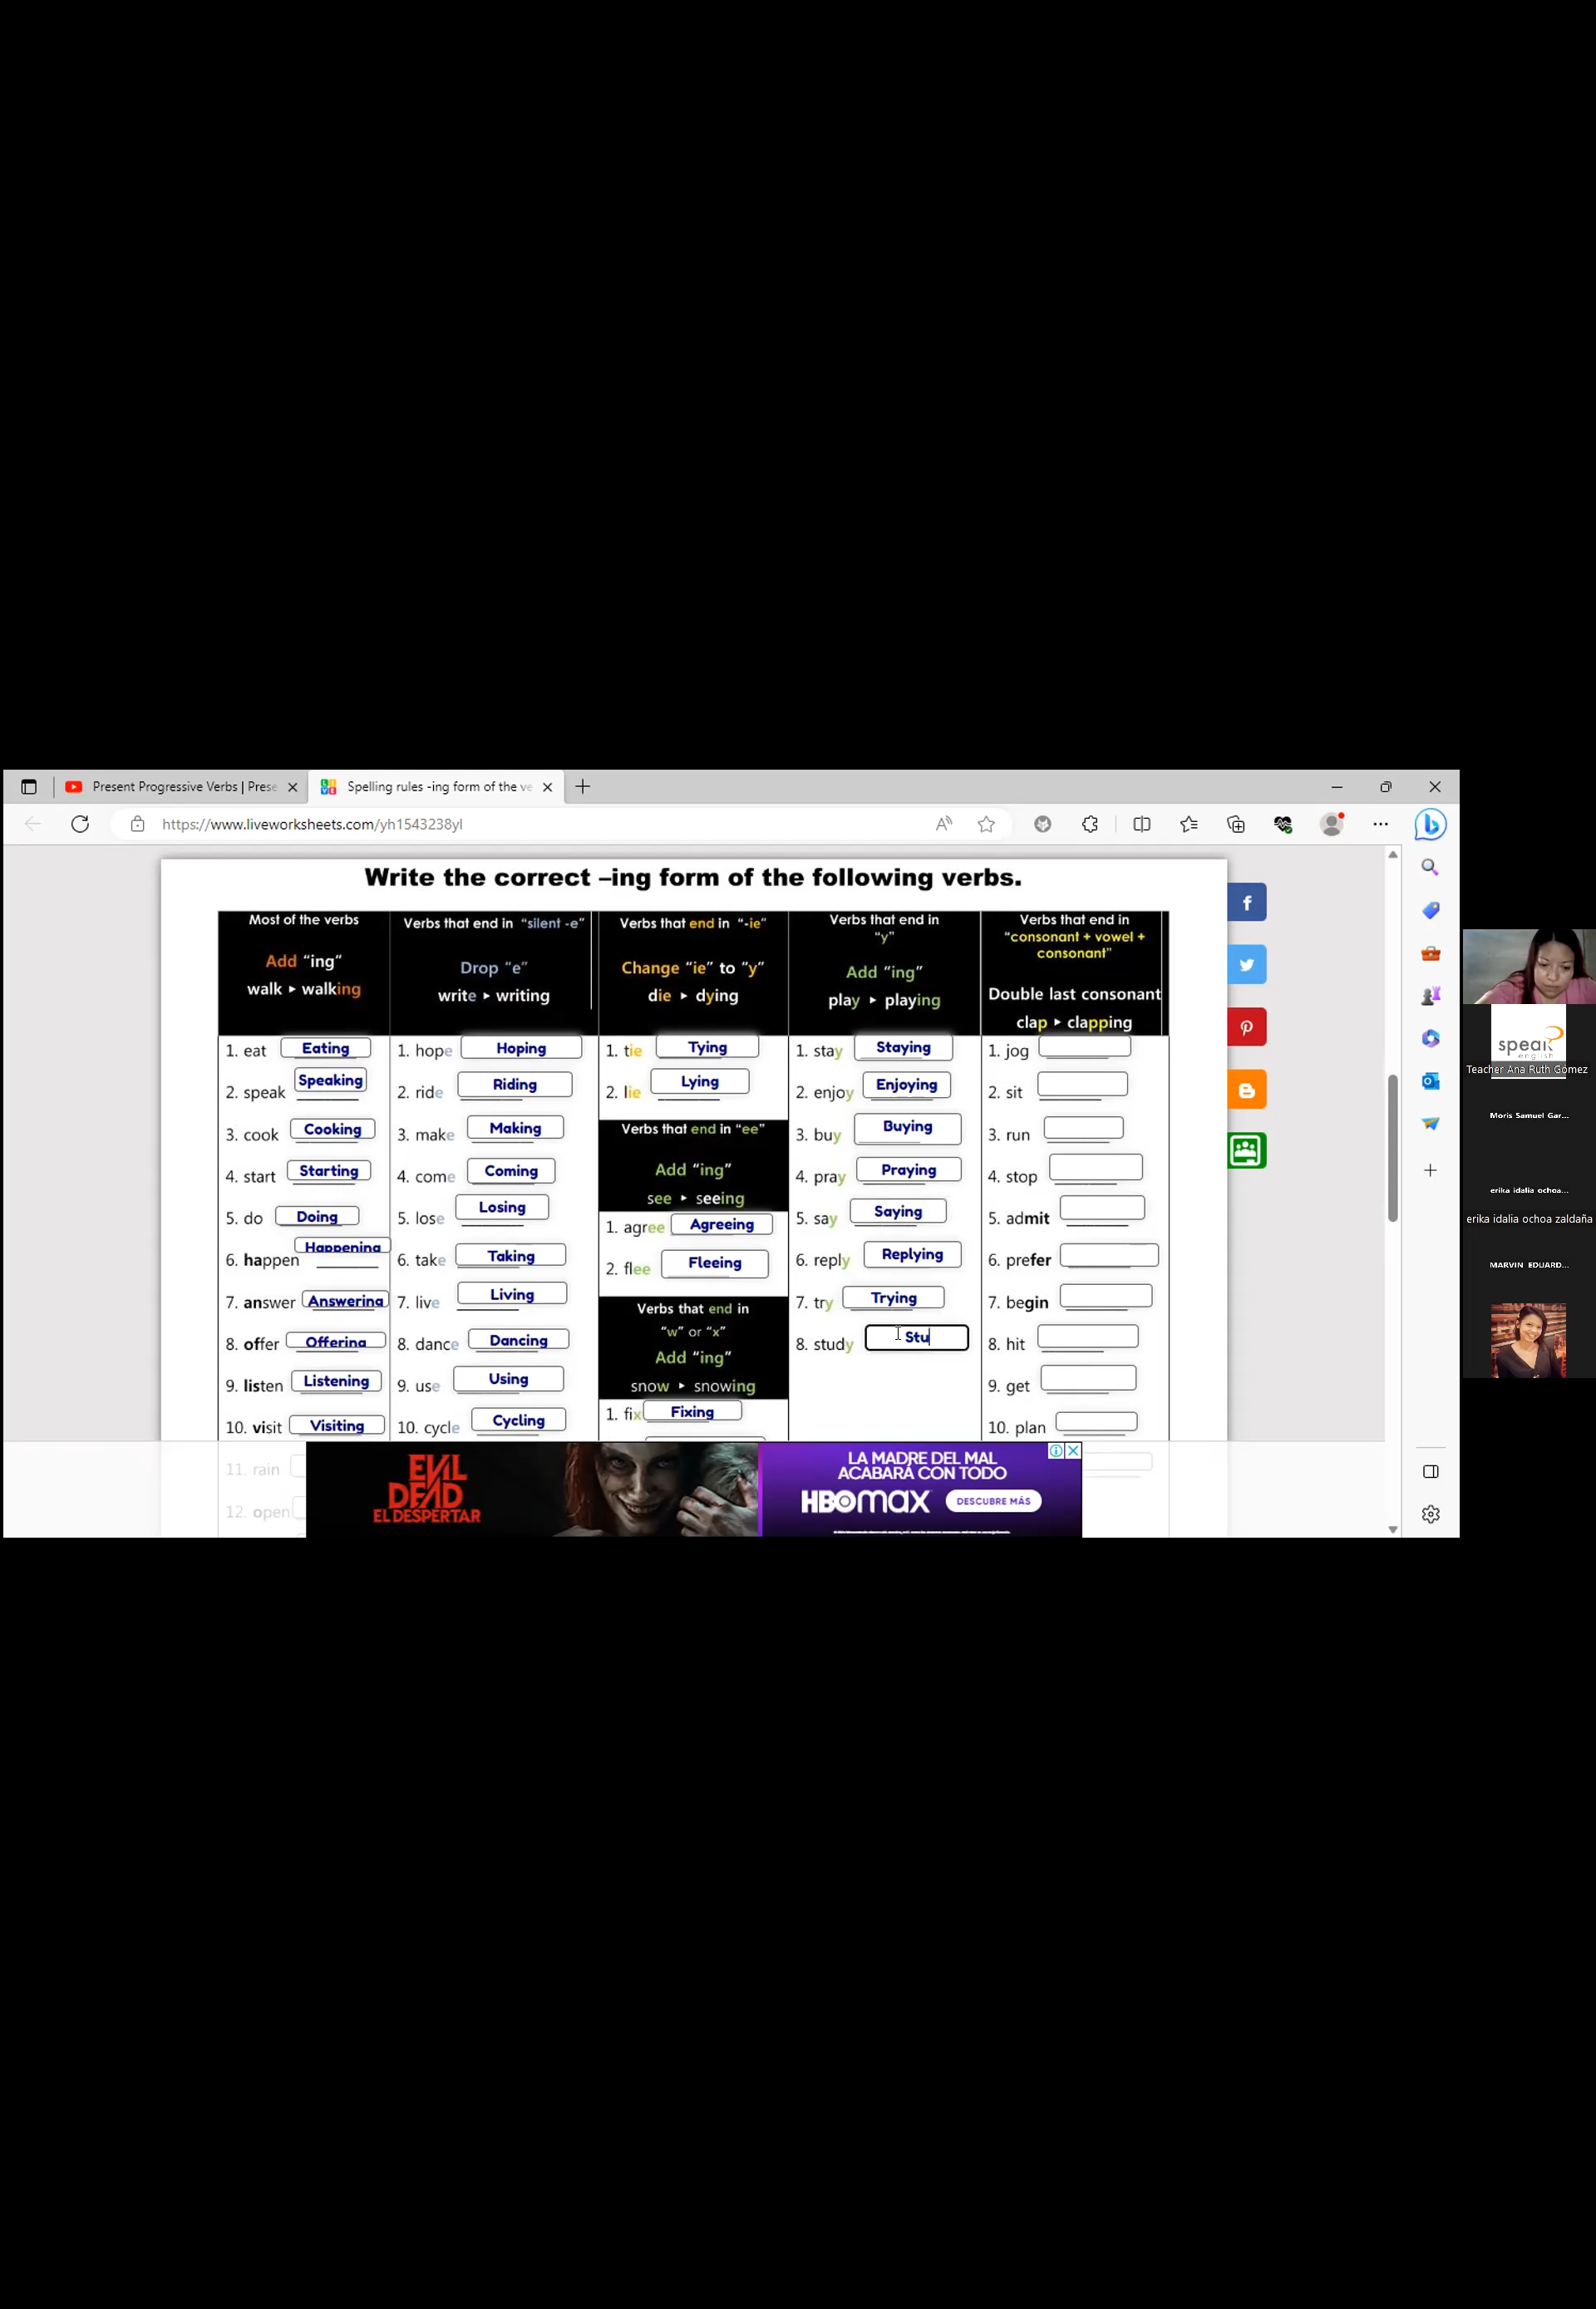 Present Progressive Verbs | Prese
Spelling rules -ing form of the ve
https://www.liveworksheets.com/yh1543238yl
Write the correct –ing form of the following verbs.
Most of the verbs
Add “ing”
walk ▸ walking
1. eat Eating
2. speak Speaking
3. cook Cooking
4. start Starting
5. do Doing
6. happen Happening
7. answer Answering
8. offer Offering
9. listen Listening
10. visit Visiting
11. rain
12. open
Verbs that end in “silent -e”
Drop “e”
write ▸ writing
1. hope Hoping
2. ride Riding
3. make Making
4. come Coming
5. lose Losing
6. take Taking
7. live Living
8. dance Dancing
9. use Using
10. cycle Cycling
Verbs that end in “-ie”
Change “ie” to “y”
die ▸ dying
1. tie Tying
2. lie Lying
Verbs that end in “ee”
Add “ing”
see ▸ seeing
1. agree Agreeing
2. flee Fleeing
Verbs that end in
“w” or “x”
Add “ing”
snow ▸ snowing
1. fix Fixing
Verbs that end in
“y”
Add “ing”
play ▸ playing
1. stay Staying
2. enjoy Enjoying
3. buy Buying
4. pray Praying
5. say Saying
6. reply Replying
7. try Trying
8. study Stu
Verbs that end in
“consonant + vowel +
consonant”
Double last consonant
clap ▸ clapping
1. jog
2. sit
3. run
4. stop
5. admit
6. prefer
7. begin
8. hit
9. get
10. plan
EVIL
DEAD
EL DESPERTAR
LA MADRE DEL MAL
ACABARÁ CON TODO
HBOMAX
DESCUBRE MÁS
speak
english
Teacher Ana Ruth Gomez
Moris Samuel Gar...
erika idalia ochoa...
erika idalia ochoa zaldaña
MARVIN EDUARD...